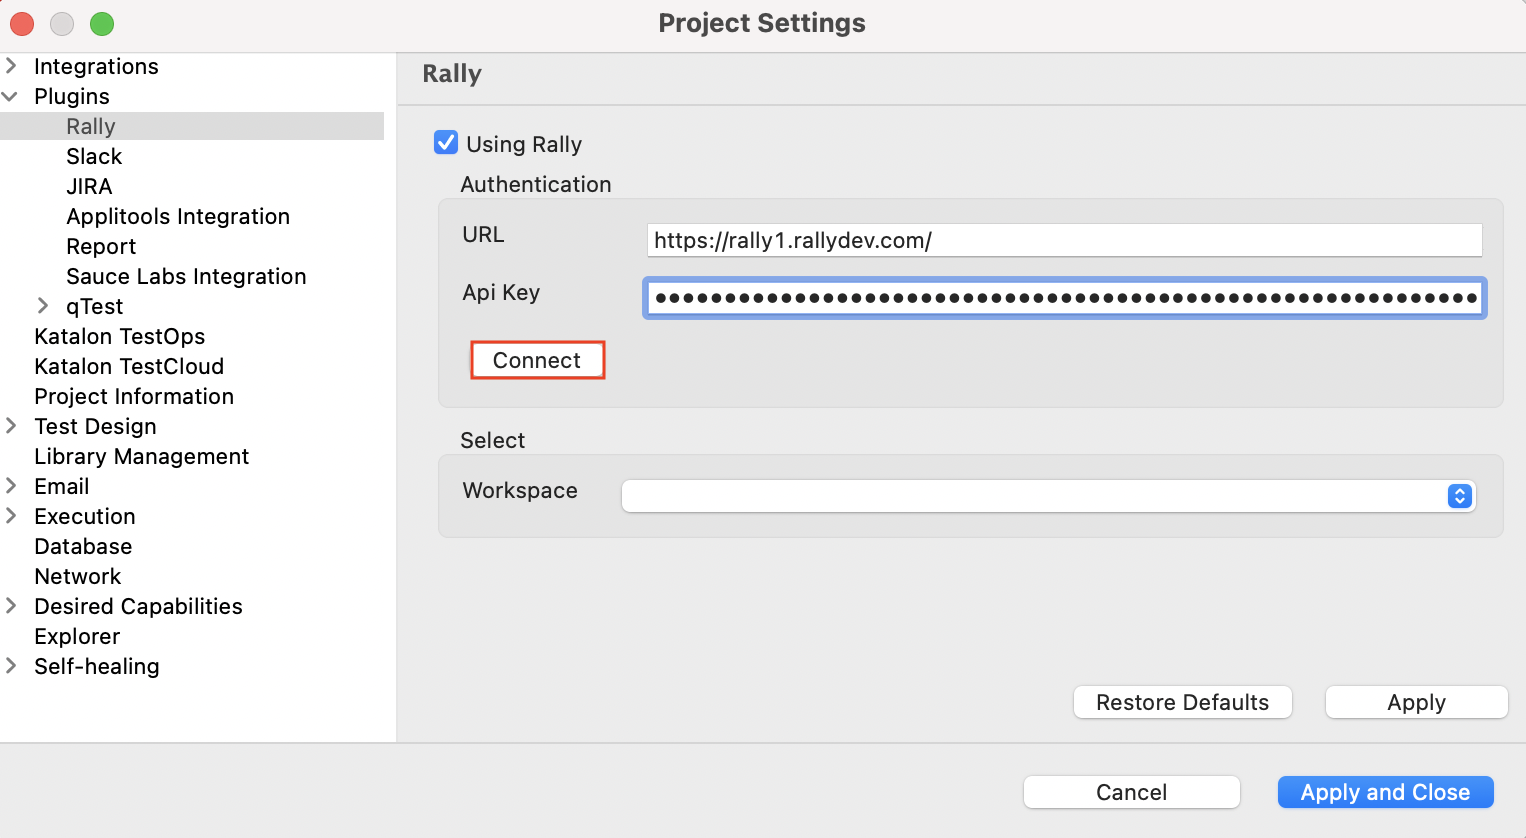 Project Settings
Integrations
Plugins
Rally
Slack
JIRA
Applitools Integration
Report
Sauce Labs Integration
qTest
Katalon TestOps
Katalon TestCloud
Project Information
Test Design
Library Management
Email
Execution
Database
Network
Desired Capabilities
Explorer
Self-healing
Rally
Using Rally
Authentication
URL
https://rally1.rallydev.com/
Api Key
Connect
Select
Workspace
Restore Defaults
Apply
Cancel
Apply and Close